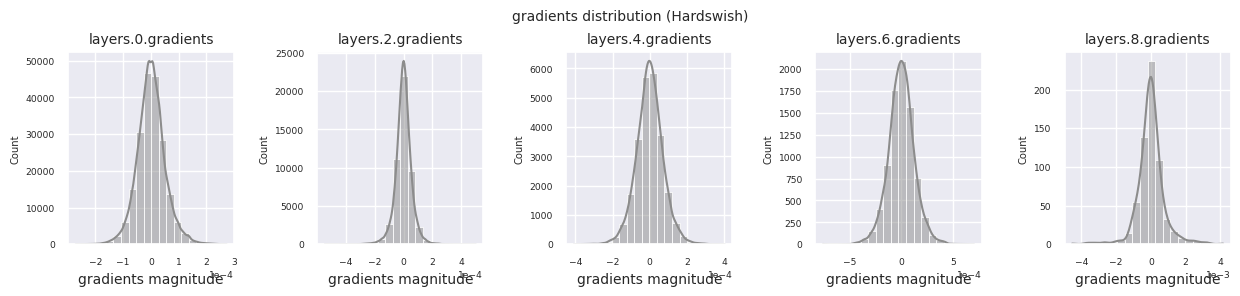 gradients distribution (Hardswish)
layers.0.gradients
Count
50000
40000
30000
20000
10000
0
−2 −1 0 1 2 3
1e−4
gradients magnitude
layers.2.gradients
Count
25000
20000
15000
10000
5000
0
−2 0 2 4
1e−4
gradients magnitude
layers.4.gradients
Count
6000
5000
4000
3000
2000
1000
0
−4 −2 0 2 4
1e−4
gradients magnitude
layers.6.gradients
Count
2000
1750
1500
1250
1000
750
500
250
0
−5 0 5
1e−4
gradients magnitude
layers.8.gradients
Count
200
150
100
50
0
−4 −2 0 2 4
1e−3
gradients magnitude